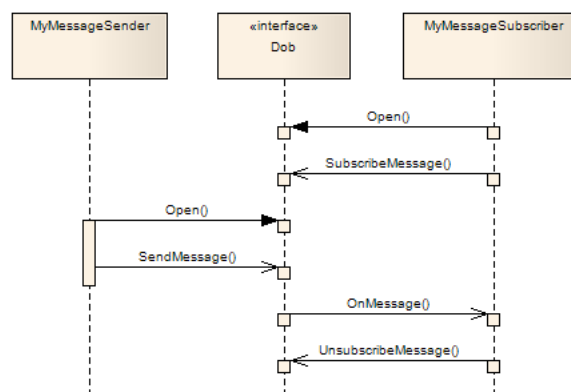 MyMessageSender
«interface»
Dob
MyMessageSubscriber
Open()
SubscribeMessage()
Open()
SendMessage()
OnMessage()
UnsubscribeMessage()